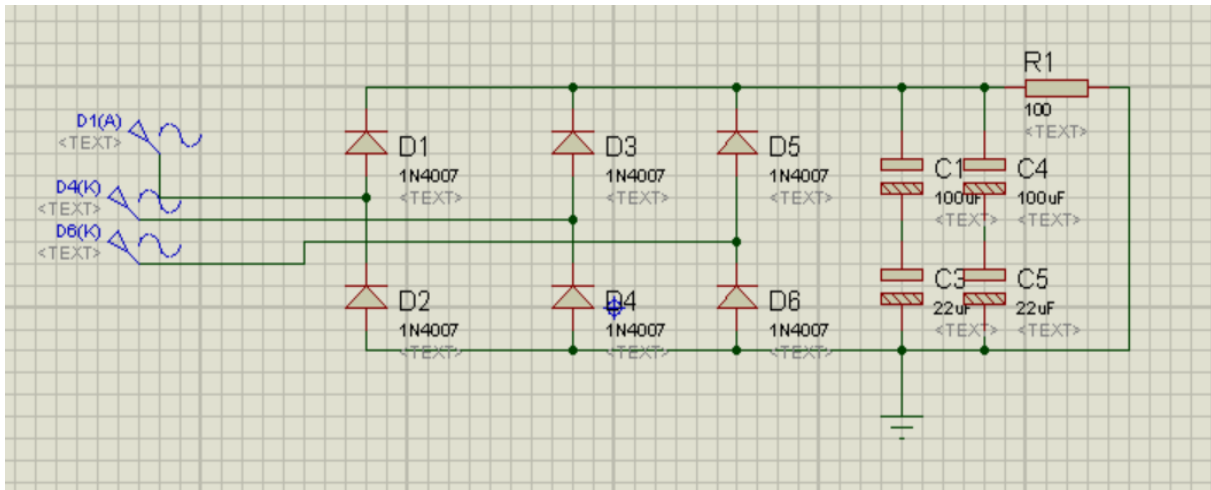 R1
100
<TEXT>
D1(A)
<TEXT>
D4(K)
<TEXT>
D6(K)
<TEXT>
D1
1N4007
<TEXT>
D3
1N4007
<TEXT>
D5
1N4007
<TEXT>
C1
100uF
<TEXT>
C4
100uF
<TEXT>
D2
1N4007
<TEXT>
D4
1N4007
<TEXT>
D6
1N4007
<TEXT>
C3
22uF
<TEXT>
C5
22uF
<TEXT>